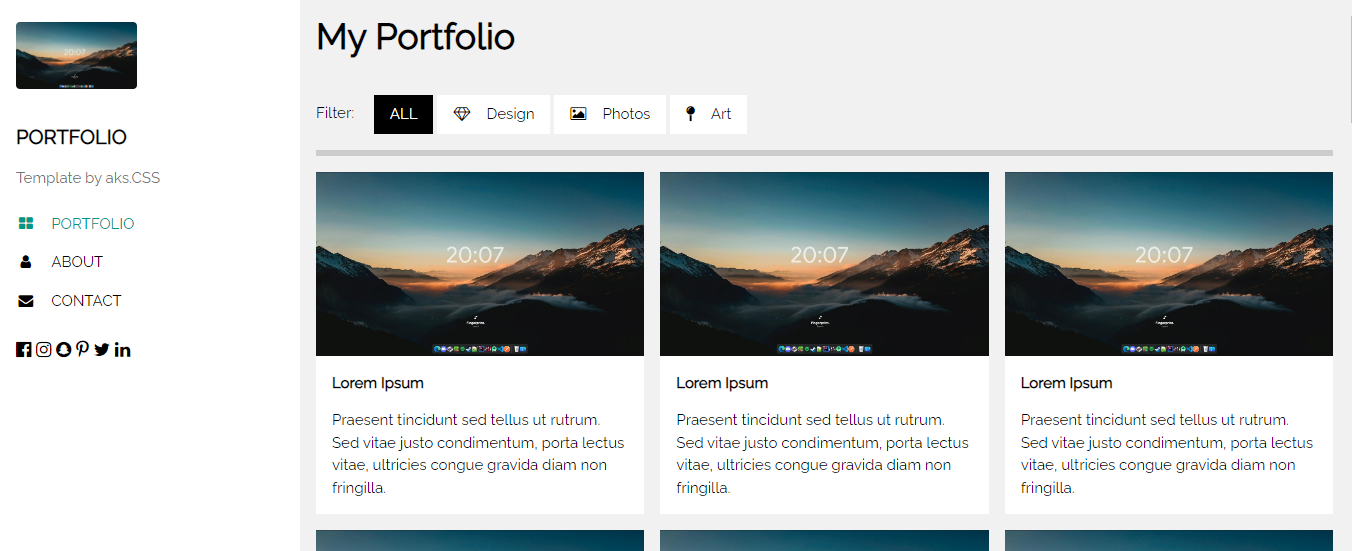 20:07
PORTFOLIO
Template by aks.CSS
PORTFOLIO
ABOUT
CONTACT
My Portfolio
Filter:
ALL
Design
Photos
Art
20:07
Fingerprint.
20:07
Fingerprint.
20:07
Fingerprint.
Lorem Ipsum
Praesent tincidunt sed tellus ut rutrum.
Sed vitae justo condimentum, porta lectus
vitae, ultricies congue gravida diam non
fringilla.
Lorem Ipsum
Praesent tincidunt sed tellus ut rutrum.
Sed vitae justo condimentum, porta lectus
vitae, ultricies congue gravida diam non
fringilla.
Lorem Ipsum
Praesent tincidunt sed tellus ut rutrum.
Sed vitae justo condimentum, porta lectus
vitae, ultricies congue gravida diam non
fringilla.